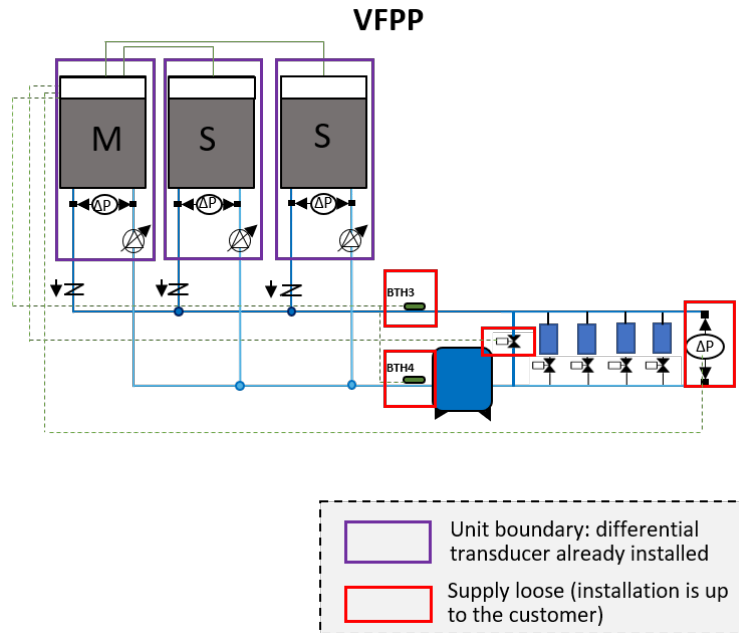 VFPP
M
S
S
ΔP
ΔP
ΔP
BTH3
ΔP
BTH4
Unit boundary: differential
transducer already installed
Supply loose (installation is up
to the customer)